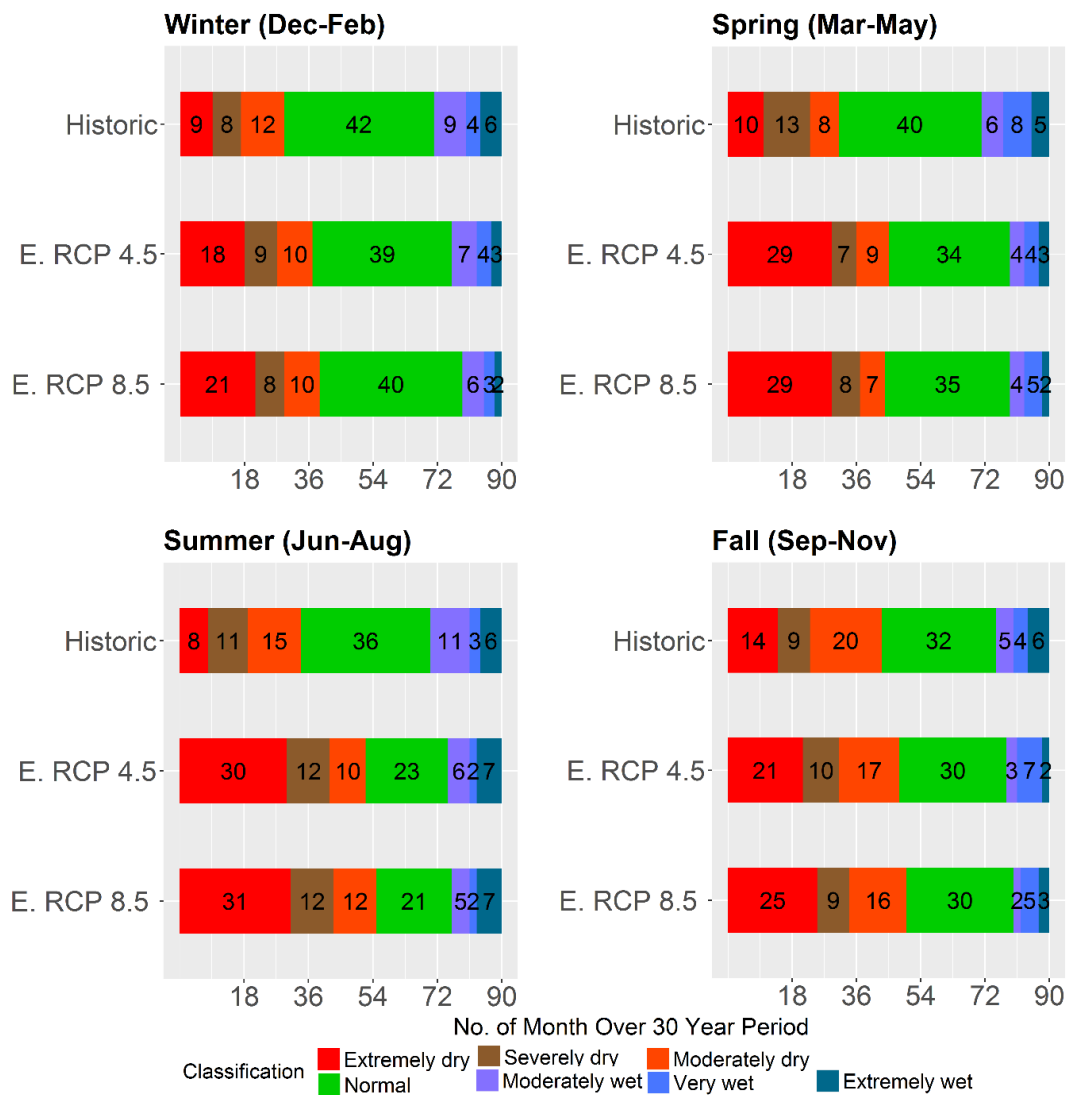 Winter (Dec-Feb)
Historic 9 8 12 42 9 4 6
E. RCP 4.5 18 9 10 39 7 4 3
E. RCP 8.5 21 8 10 40 6 3 2
18 36 54 72 90
Spring (Mar-May)
Historic 10 13 8 40 6 8 5
E. RCP 4.5 29 7 9 34 4 4 3
E. RCP 8.5 29 8 7 35 4 5 2
18 36 54 72 90
Summer (Jun-Aug)
Historic 8 11 15 36 11 3 6
E. RCP 4.5 30 12 10 23 6 2 7
E. RCP 8.5 31 12 12 21 5 2 7
18 36 54 72 90
Fall (Sep-Nov)
Historic 14 9 20 32 5 4 6
E. RCP 4.5 21 10 17 30 3 7 2
E. RCP 8.5 25 9 16 30 2 5 3
18 36 54 72 90
No. of Month Over 30 Year Period
Classification
Extremely dry Severely dry Moderately dry
Normal Moderately wet Very wet Extremely wet